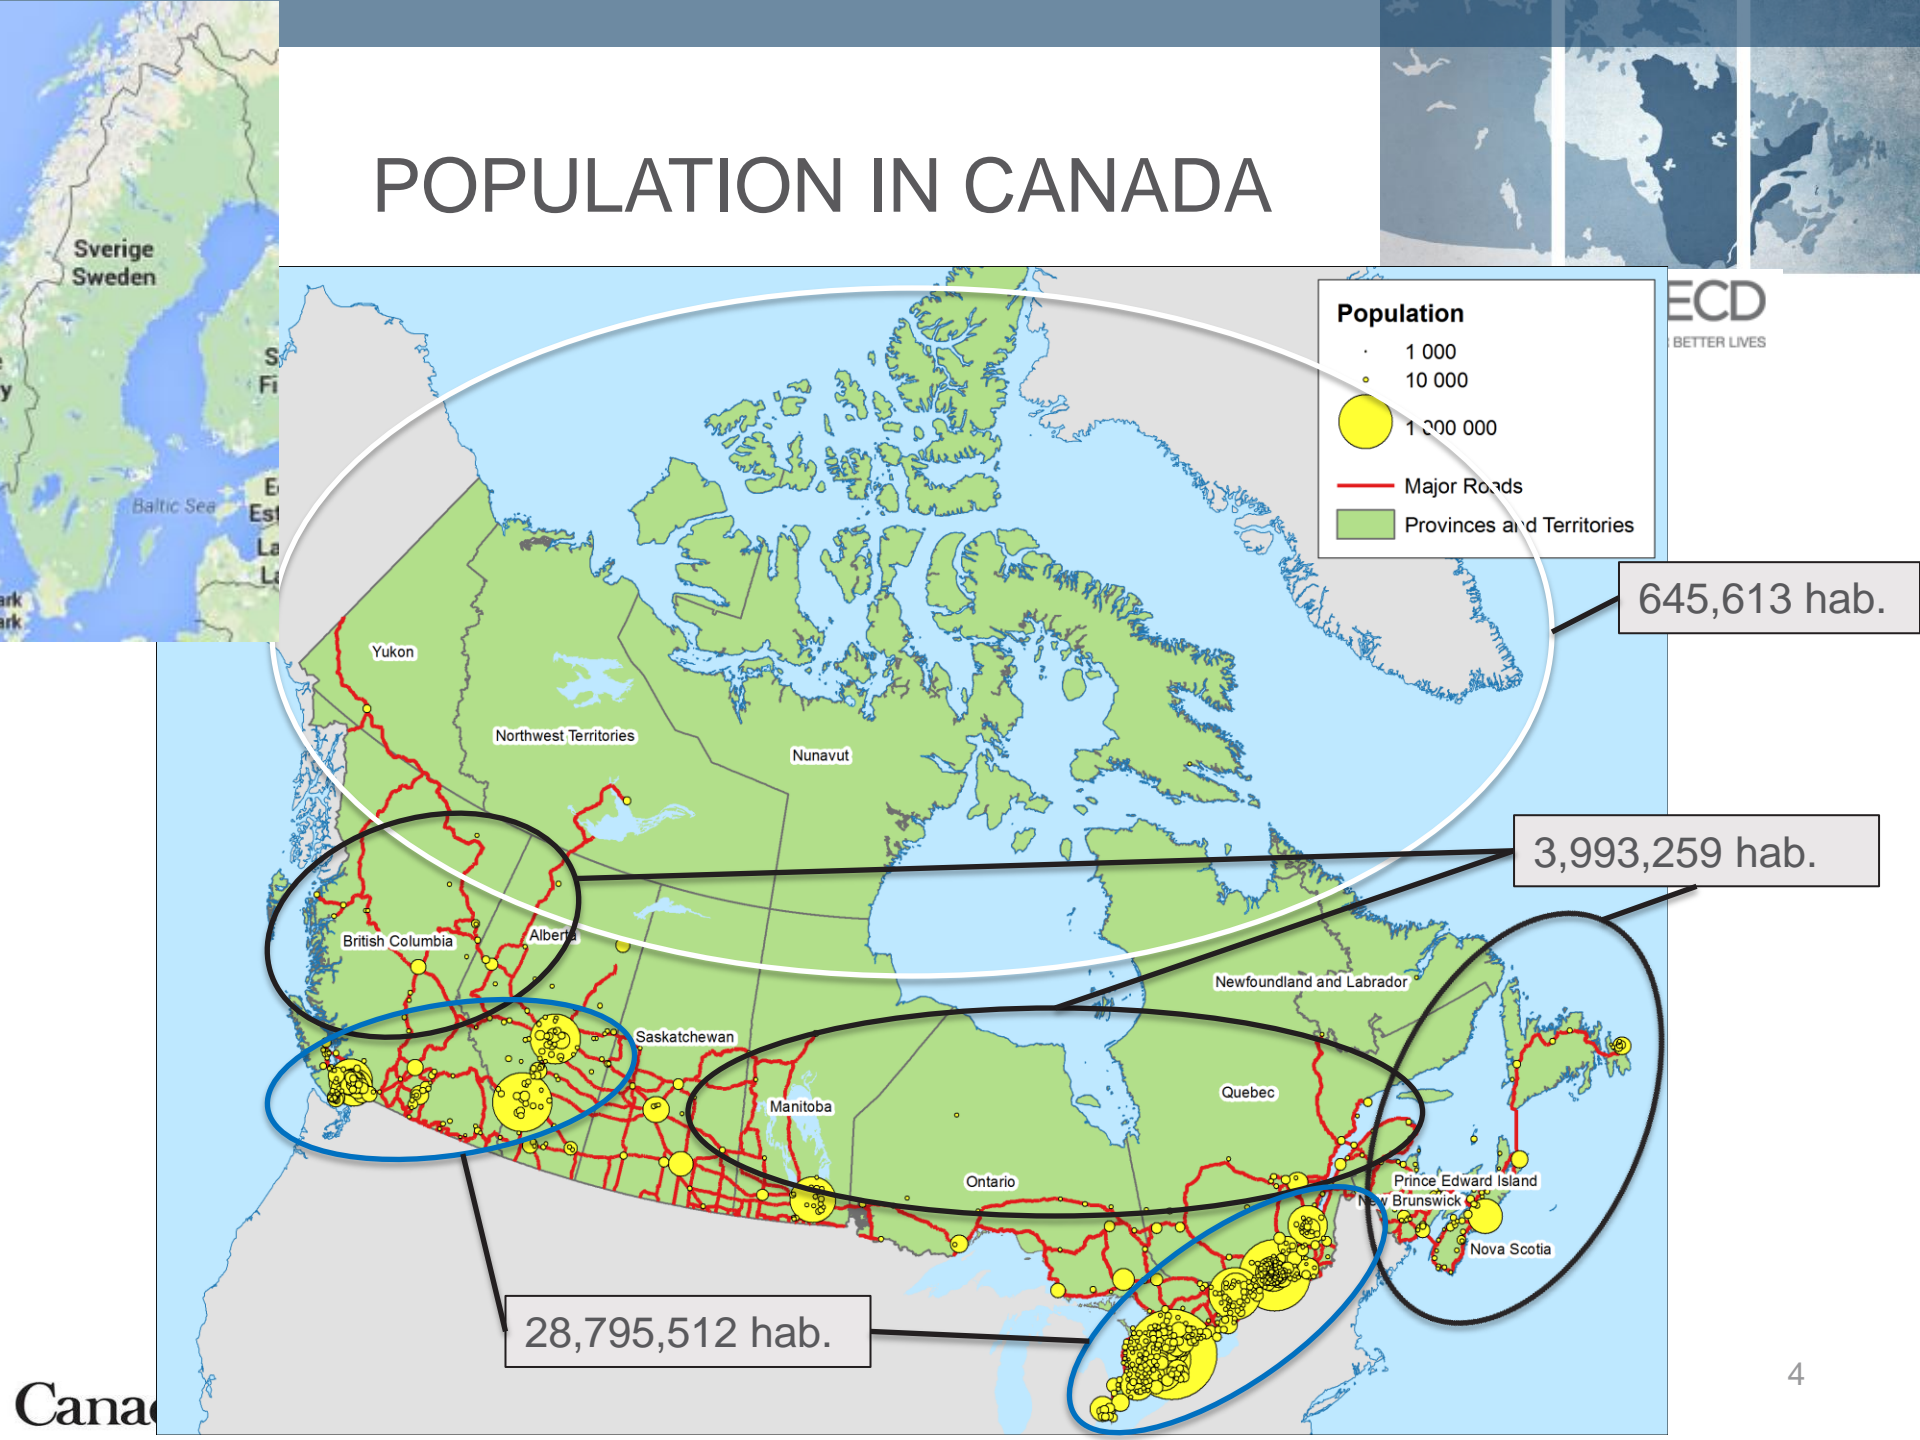 POPULATION IN CANADA
Sverige
Sweden
Baltic Sea
ECD
BETTER LIVES
Population
1 000
10 000
1 000 000
Major Roads
Provinces and Territories
645,613 hab.
Yukon
Northwest Territories
Nunavut
3,993,259 hab.
British Columbia
Alberta
Newfoundland and Labrador
Saskatchewan
Manitoba
Quebec
Ontario
Prince Edward Island
New Brunswick
Nova Scotia
28,795,512 hab.
4